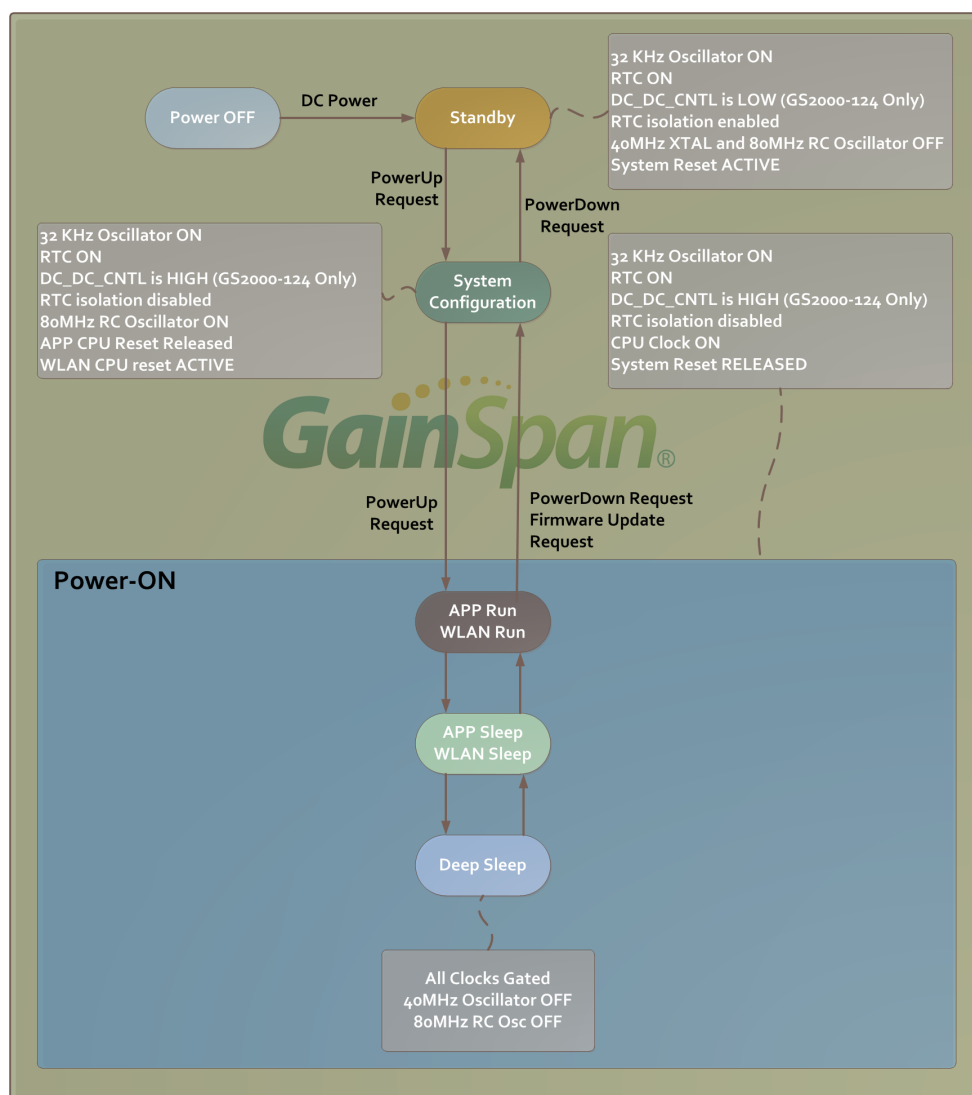 Power OFF
DC Power
Standby
32 KHz Oscillator ON
RTC ON
DC_DC_CNTL is LOW (GS2000-124 Only)
RTC isolation enabled
40MHz XTAL and 80MHz RC Oscillator OFF
System Reset ACTIVE
PowerUp
Request
PowerDown
Request
32 KHz Oscillator ON
RTC ON
DC_DC_CNTL is HIGH (GS2000-124 Only)
RTC isolation disabled
80MHz RC Oscillator ON
APP CPU Reset Released
WLAN CPU reset ACTIVE
System
Configuration
32 KHz Oscillator ON
RTC ON
DC_DC_CNTL is HIGH (GS2000-124 Only)
RTC isolation disabled
CPU Clock ON
System Reset RELEASED
GainSpan®
PowerUp
Request
PowerDown Request
Firmware Update
Request
Power-ON
APP Run
WLAN Run
APP Sleep
WLAN Sleep
Deep Sleep
All Clocks Gated
40MHz Oscillator OFF
80MHz RC Osc OFF